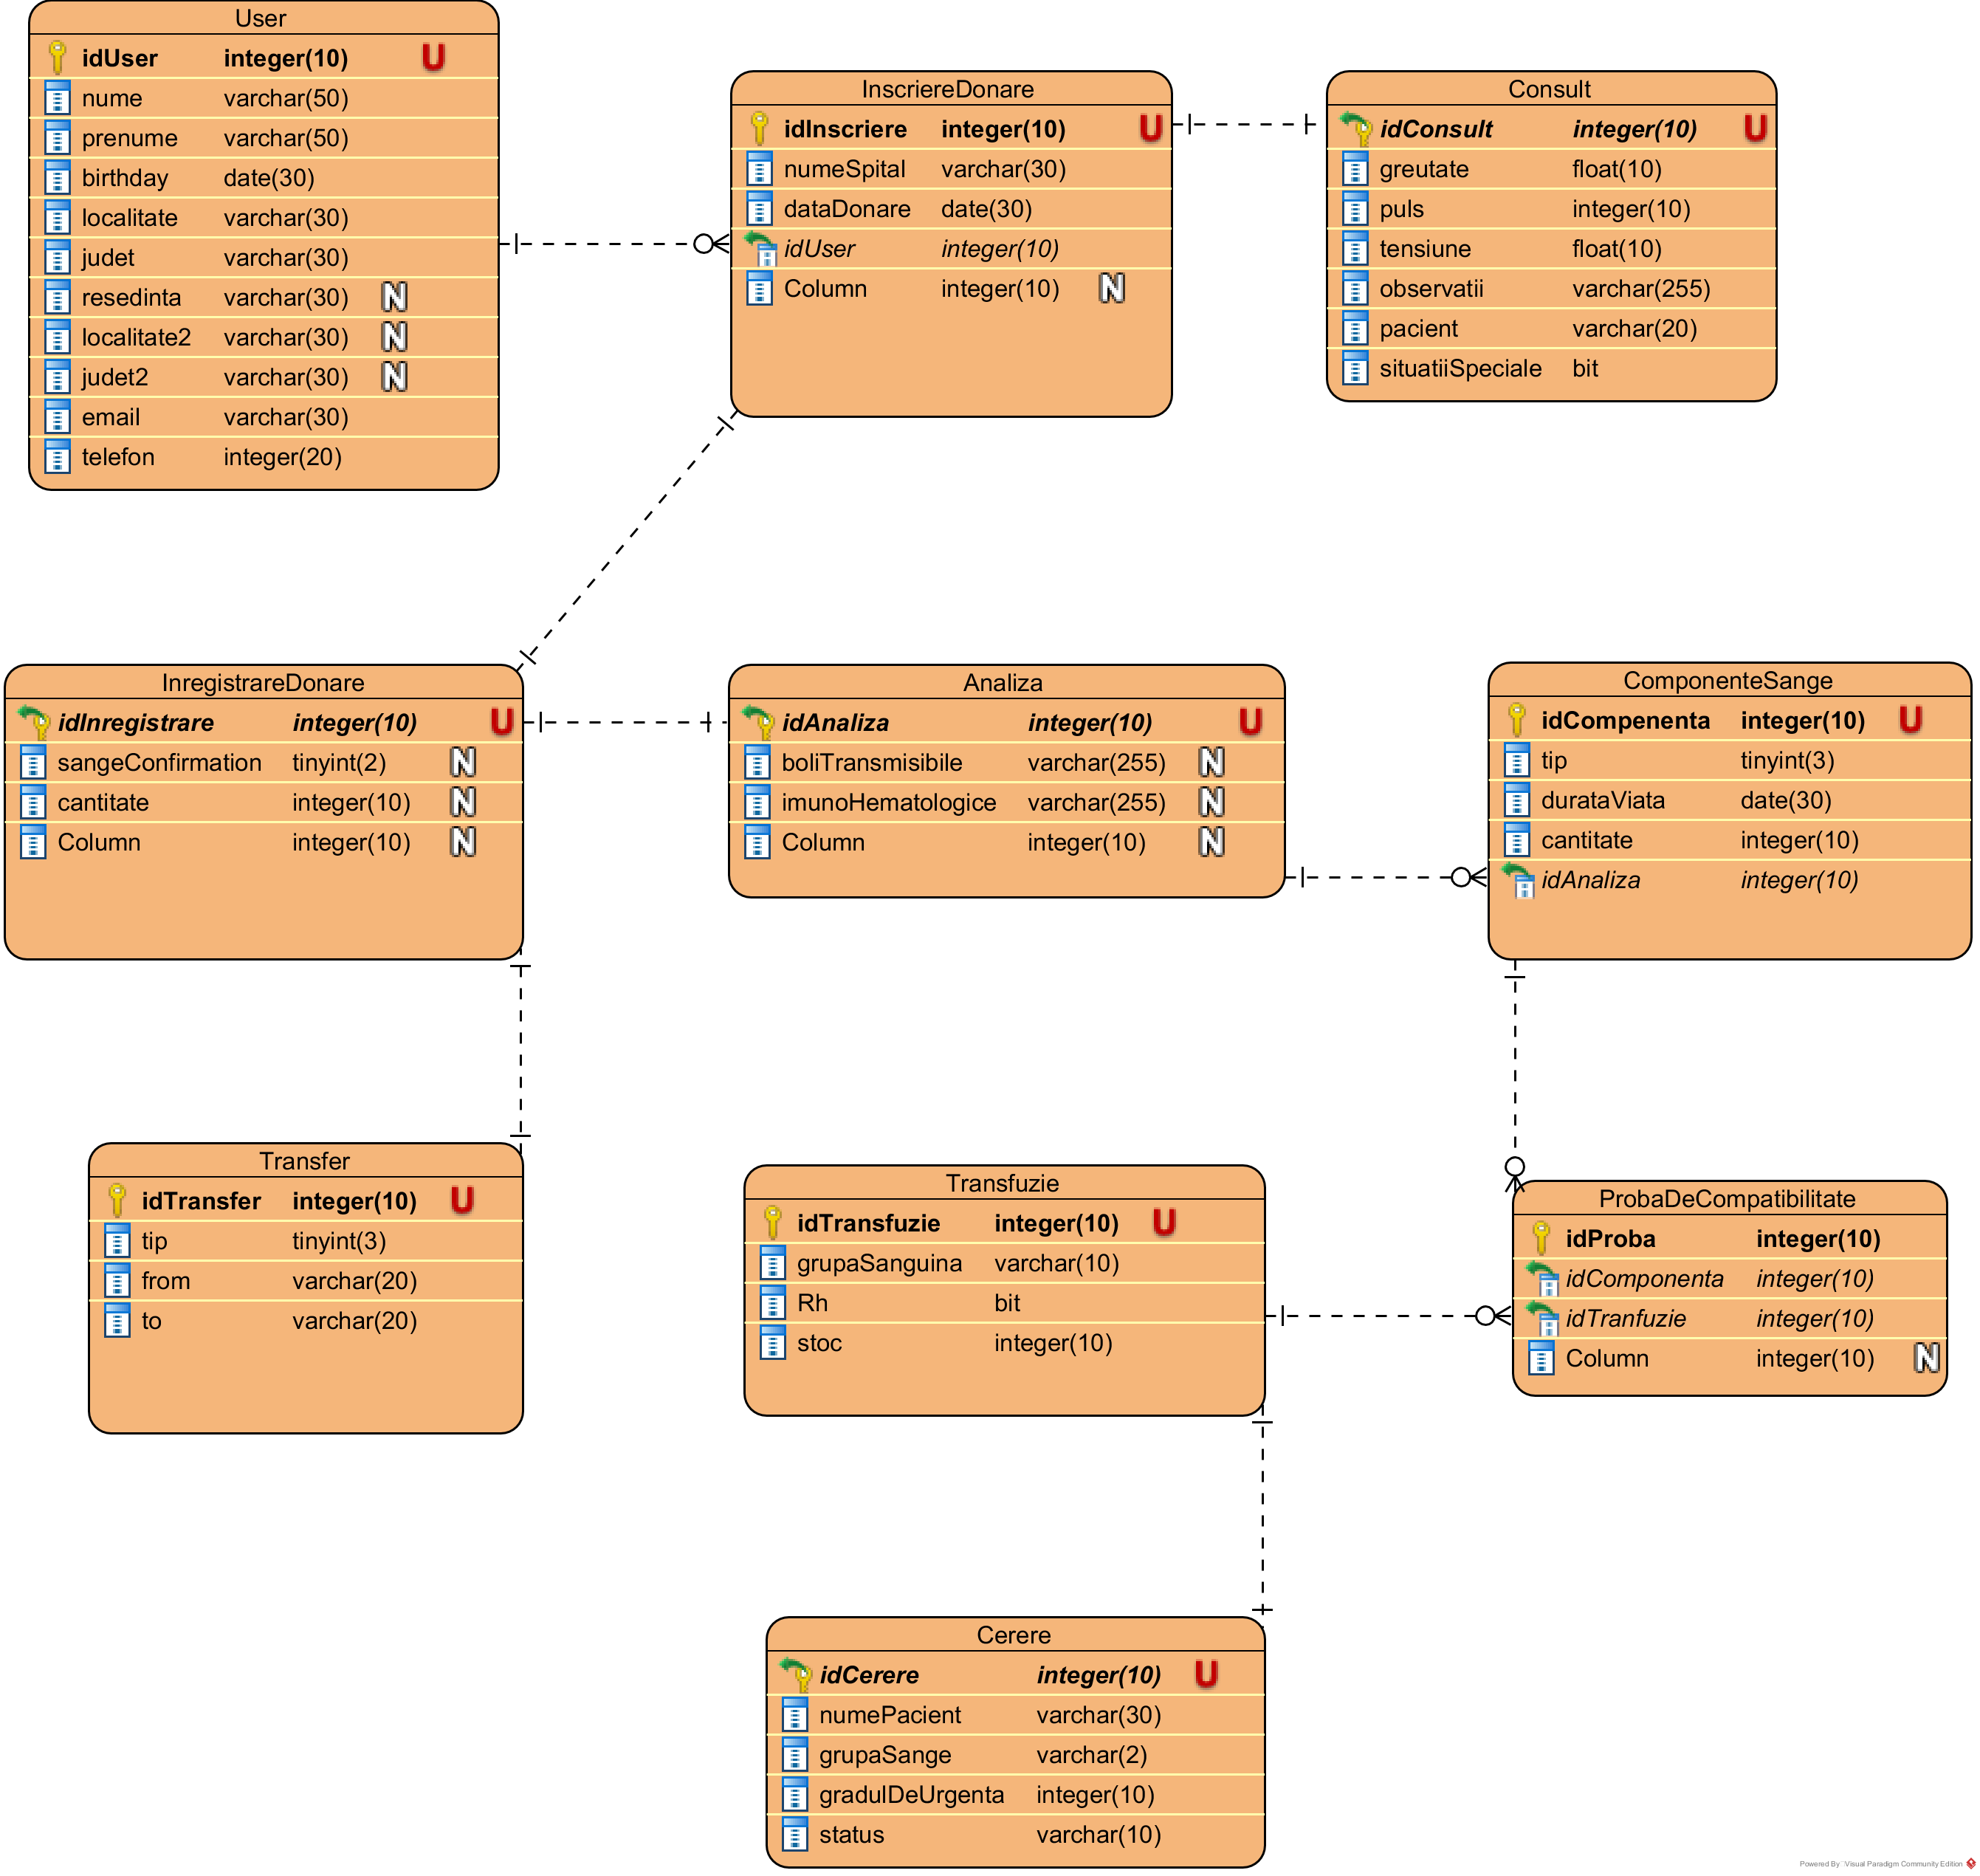 User
idUser integer(10) U
nume varchar(50)
prenume varchar(50)
birthday date(30)
localitate varchar(30)
judet varchar(30)
resedinta varchar(30) N
localitate2 varchar(30) N
judet2 varchar(30) N
email varchar(30)
telefon integer(20)
InscriereDonare
idInscriere integer(10) U
numeSpital varchar(30)
dataDonare date(30)
idUser integer(10)
Column integer(10) N
Consult
idConsult integer(10) U
greutate float(10)
puls integer(10)
tensiune float(10)
observatii varchar(255)
pacient varchar(20)
situatiiSpeciale bit
InregistrareDonare
idInregistrare integer(10) U
sangeConfirmation tinyint(2) N
cantitate integer(10) N
Column integer(10) N
Analiza
idAnaliza integer(10) U
boliTransmisibile varchar(255) N
imunoHematologice varchar(255) N
Column integer(10) N
ComponenteSange
idCompenenta integer(10) U
tip tinyint(3)
durataViata date(30)
cantitate integer(10)
idAnaliza integer(10)
Transfer
idTransfer integer(10) U
tip tinyint(3)
from varchar(20)
to varchar(20)
Transfuzie
idTransfuzie integer(10) U
grupaSanguina varchar(10)
Rh bit
stoc integer(10)
ProbaDeCompatibilitate
idProba integer(10)
idComponenta integer(10)
idTranfuzie integer(10)
Column integer(10) N
Cerere
idCerere integer(10) U
numePacient varchar(30)
grupaSange varchar(2)
gradulDeUrgenta integer(10)
status varchar(10)
Powered By Visual Paradigm Community Edition